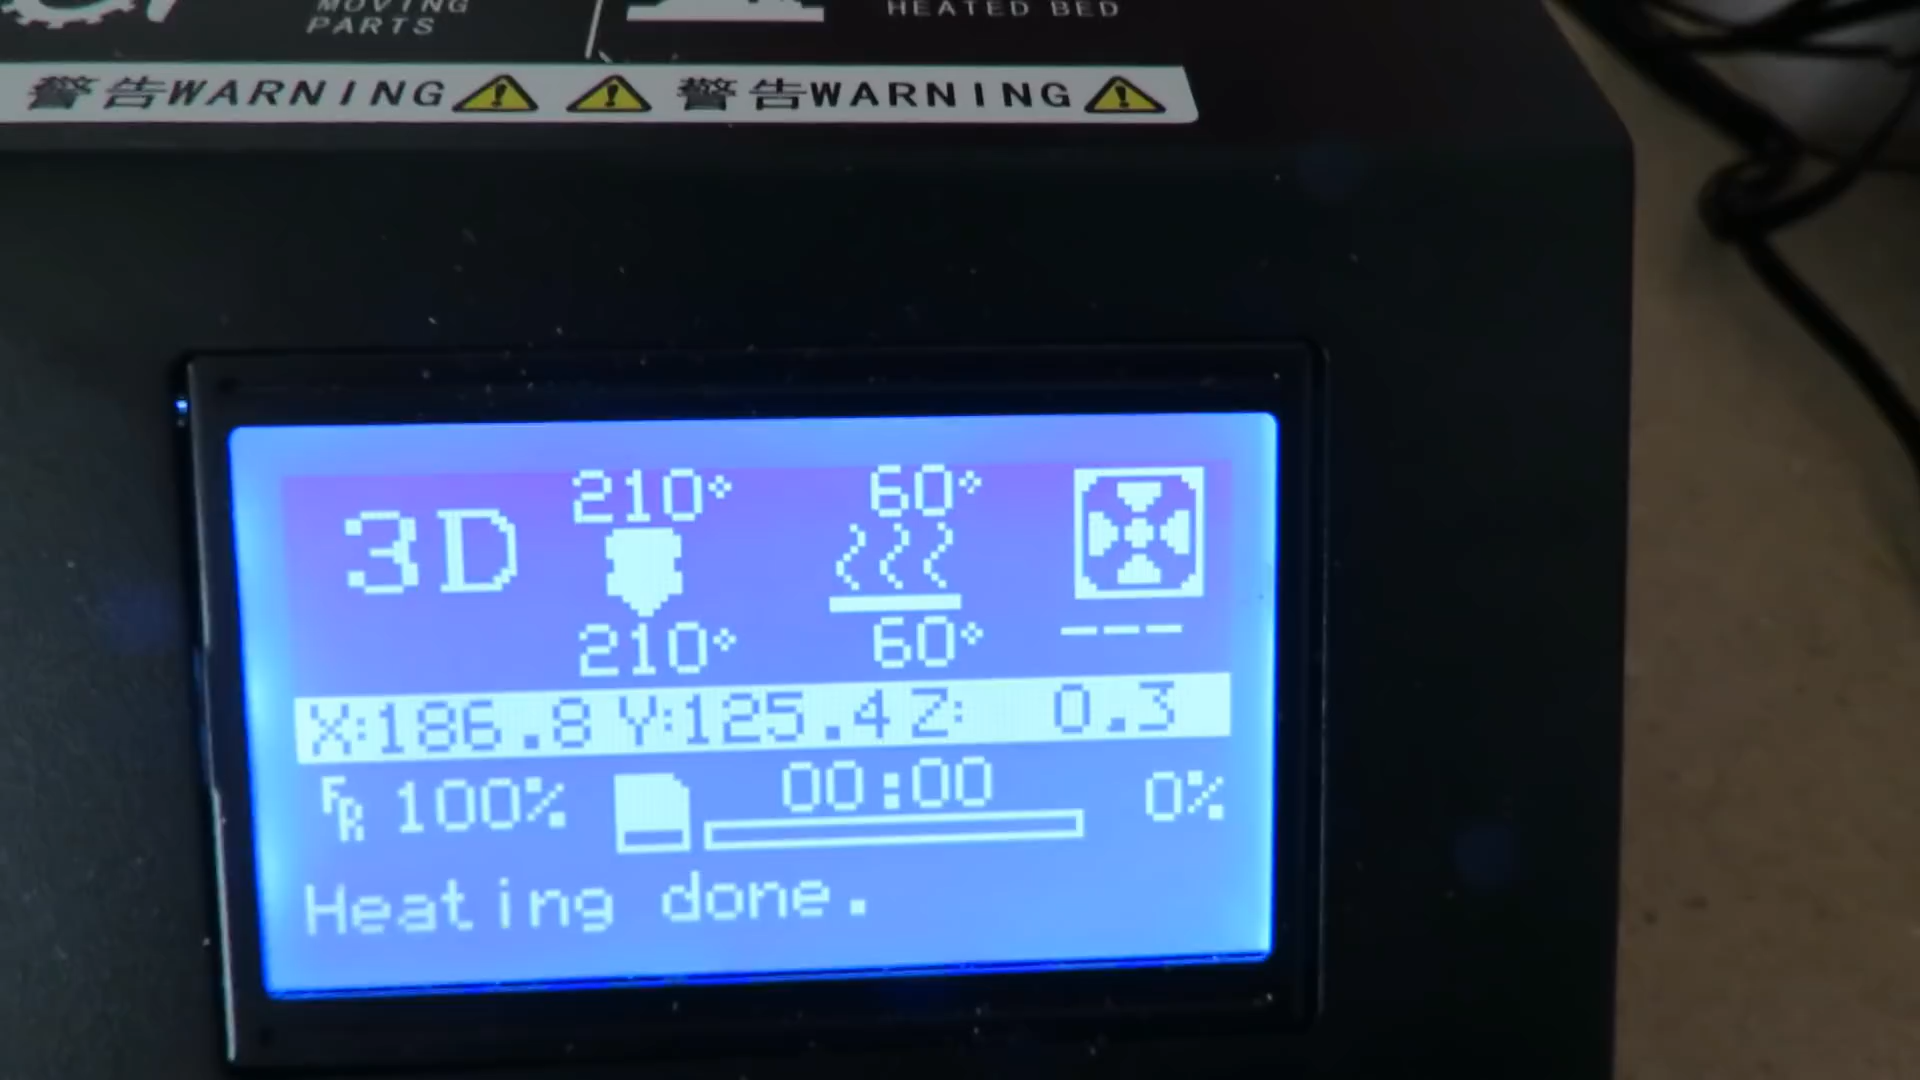 MOVING
PARTS
HEATED BED
警告WARNING
警告WARNING
3D
210°
60°
210°
60°
---
X:186.8 Y:125.4 Z: 0.3
FR 100% 00:00 0%
Heating done.